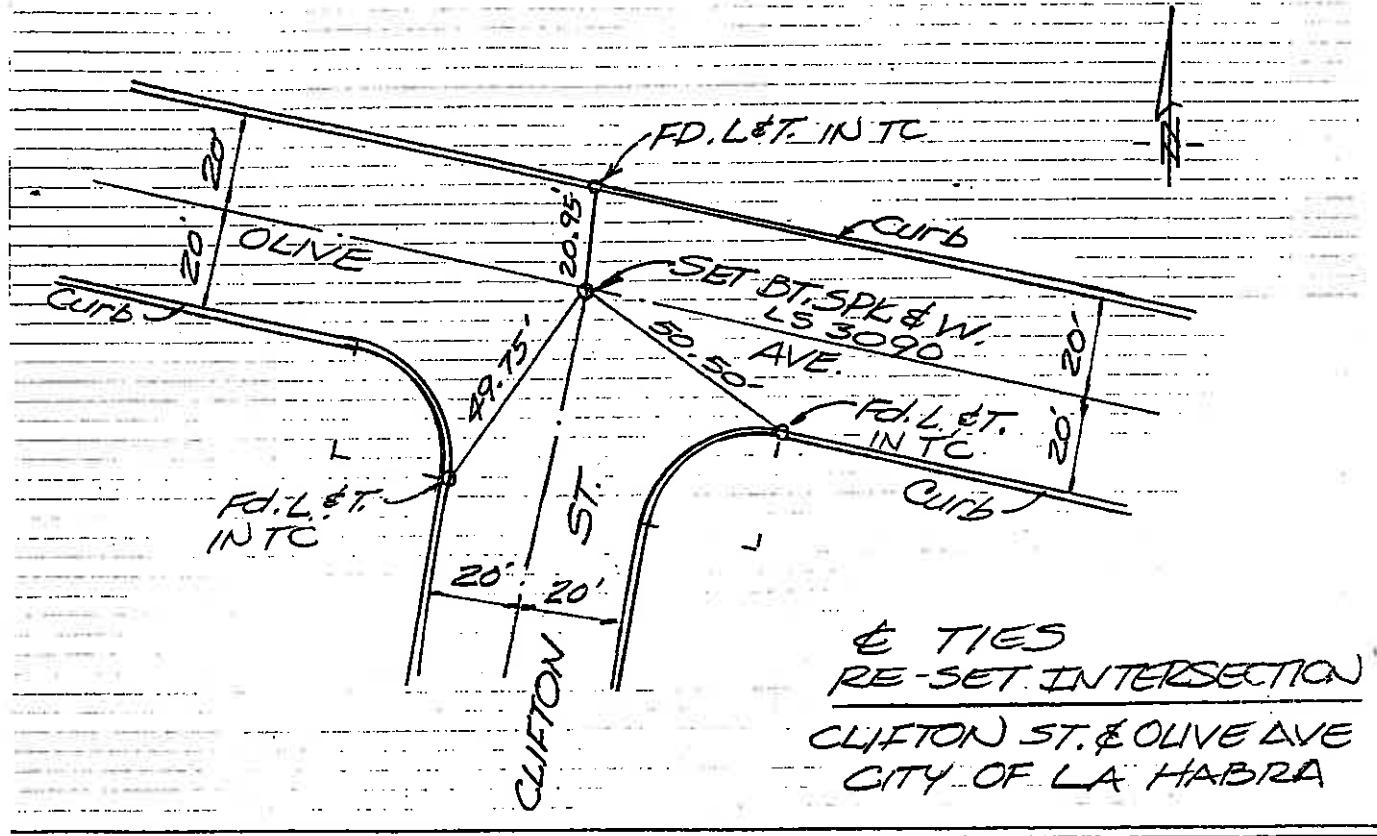 N
FD. L&T. IN TC
20'
20.95'
Curb
20'
OLIVE
SET BT. SPK & W.
LS 3090
AVE.
Curb
49.75'
50.50'
20'
20'
Fd. L. &T.
IN TC
Curb
Fd. L &T.
IN TC
ST.
20' 20'
CLIFTON
℄ TIES
RE-SET INTERSECTION
CLIFTON ST. & OLIVE AVE
CITY OF LA HABRA